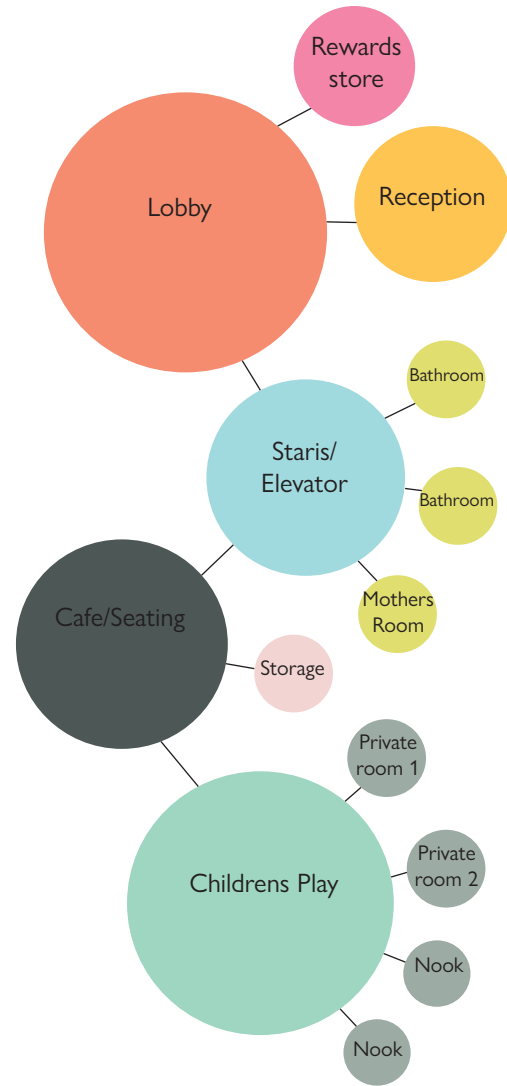 Rewards
store
Lobby
Reception
Bathroom
Staris/
Elevator
Bathroom
Mothers
Room
Cafe/Seating
Storage
Private
room 1
Private
room 2
Childrens Play
Nook
Nook